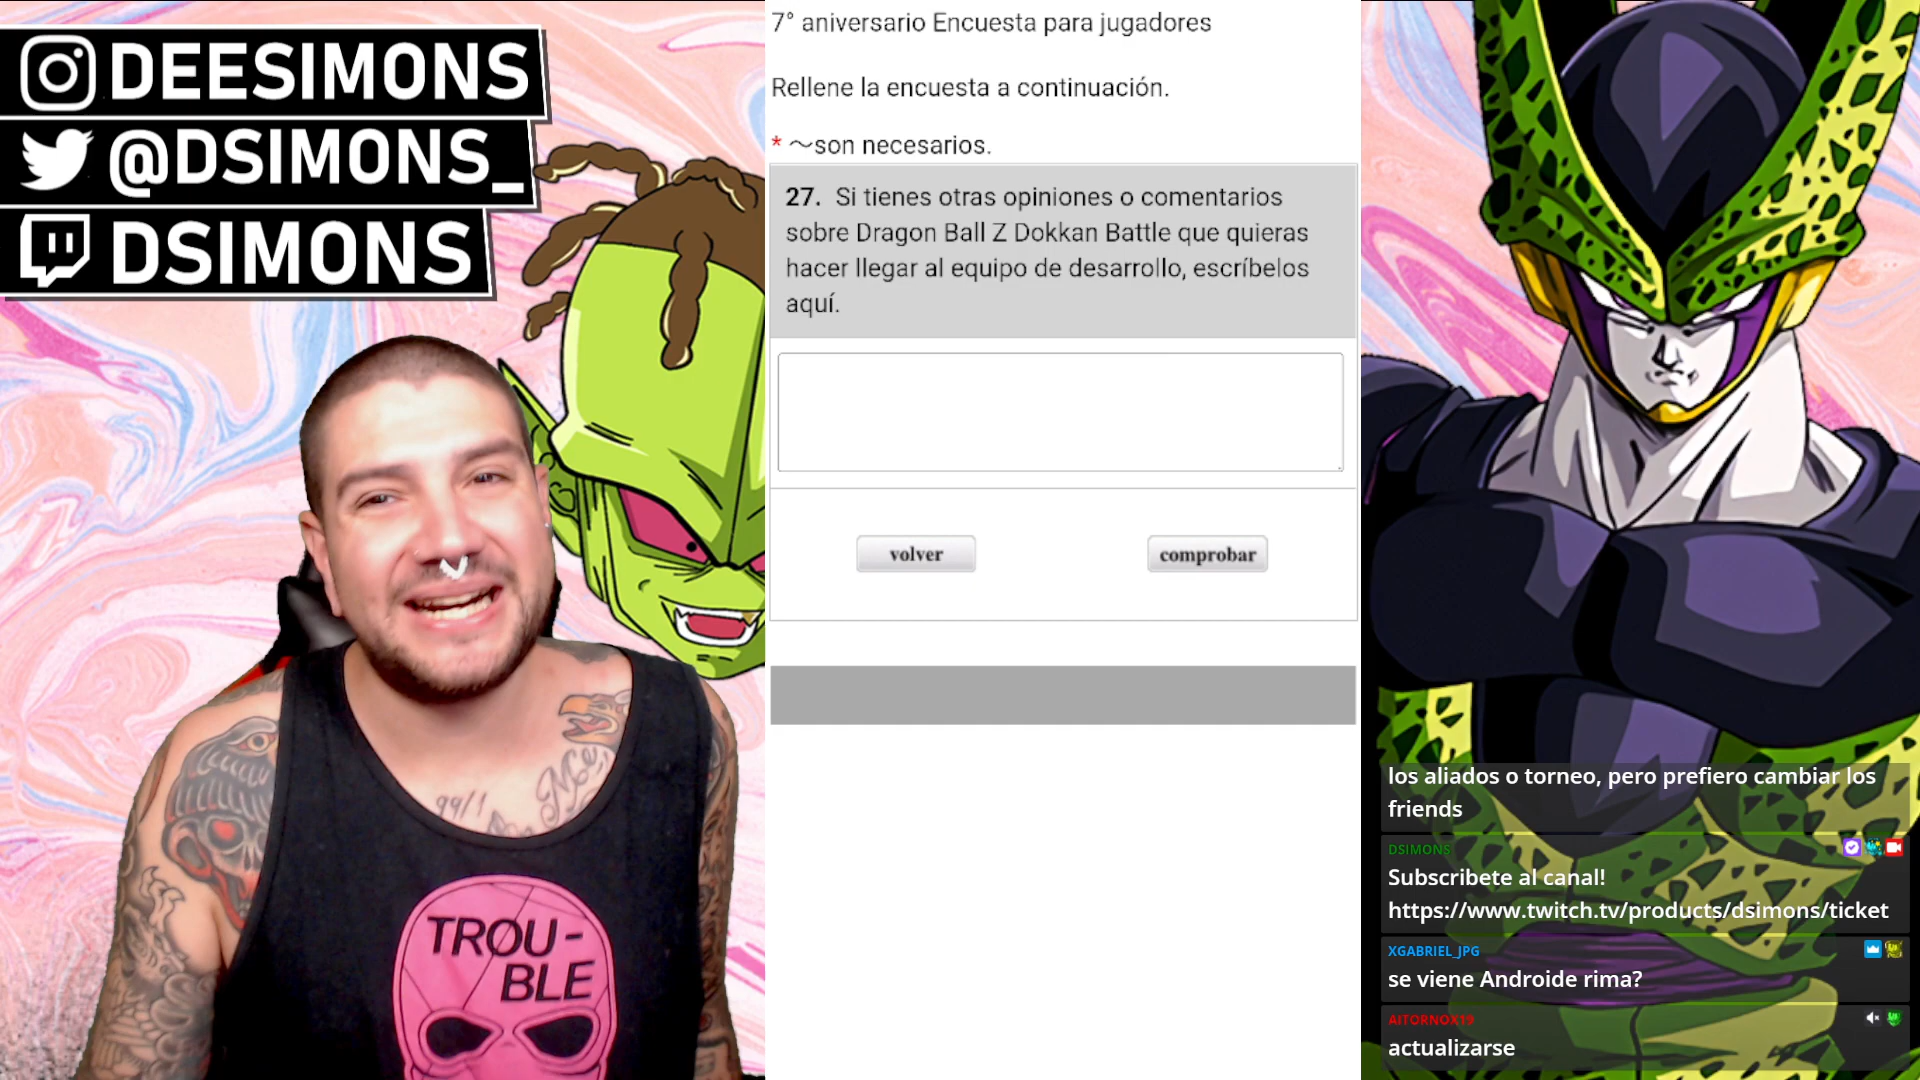 DEESIMONS
@DSIMONS_
DSIMONS
7° aniversario Encuesta para jugadores
Rellene la encuesta a continuación.
* ～son necesarios.
27. Si tienes otras opiniones o comentarios
sobre Dragon Ball Z Dokkan Battle que quieras
hacer llegar al equipo de desarrollo, escríbelos
aquí.
volver
comprobar
TROU-
BLE
los aliados o torneo, pero prefiero cambiar los
friends
DSIMONS
Subscribete al canal!
https://www.twitch.tv/products/dsimons/ticket
XGABRIEL_JPG
se viene Androide rima?
AITORNOX19
actualizarse